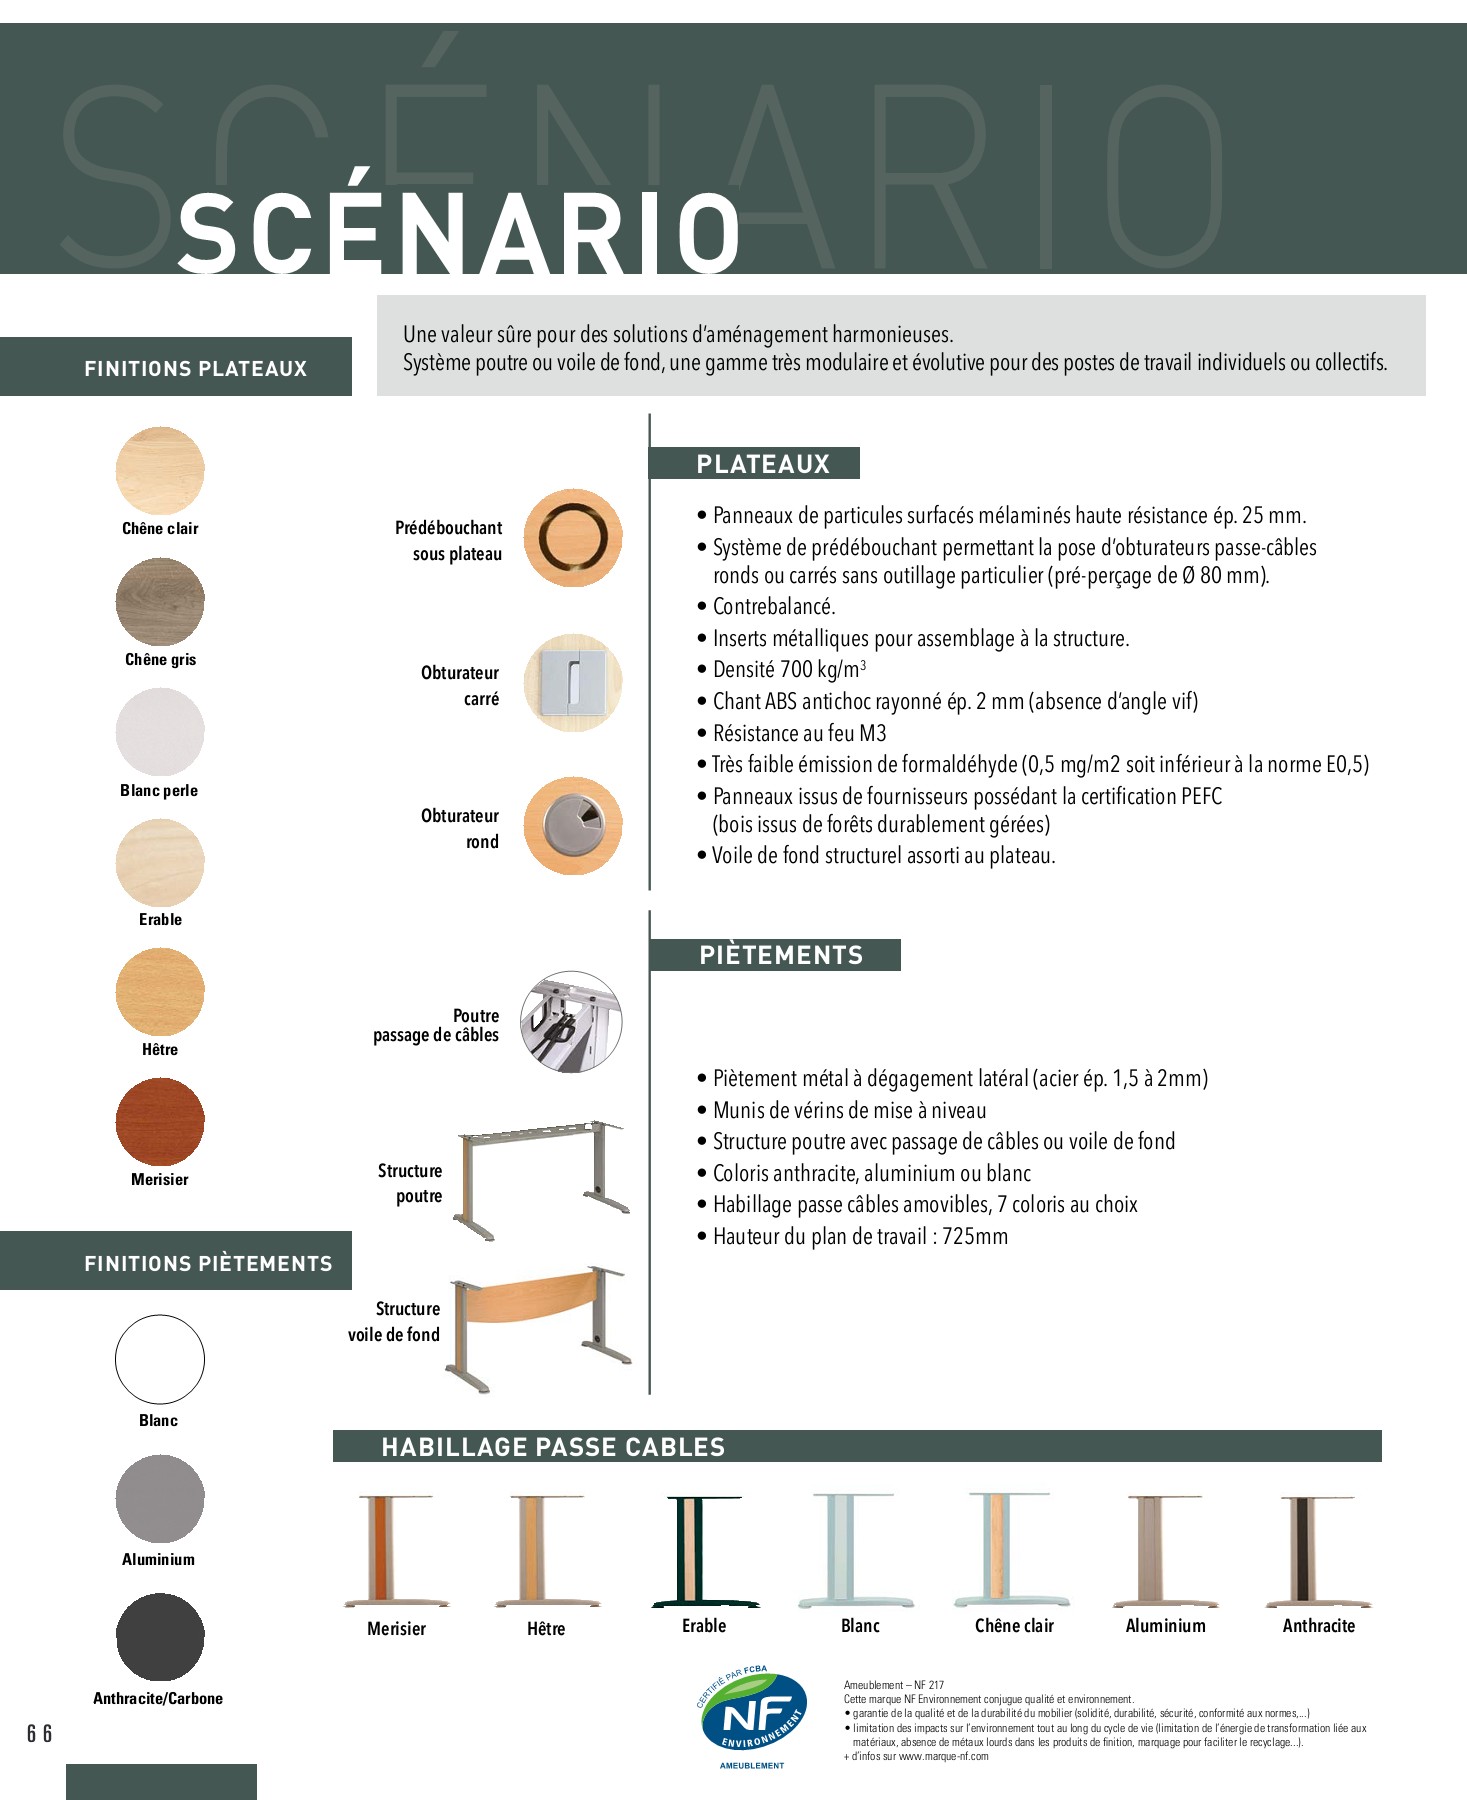 SCÉNARIO
SCÉNARIO
Une valeur sûre pour des solutions d’aménagement harmonieuses.
Système poutre ou voile de fond, une gamme très modulaire et évolutive pour des postes de travail individuels ou collectifs.
FINITIONS PLATEAUX
Chêne clair
Chêne gris
Blanc perle
Erable
Hêtre
Merisier
FINITIONS PIÈTEMENTS
Blanc
Aluminium
Anthracite/Carbone
Prédébouchant
sous plateau
Obturateur
carré
Obturateur
rond
PLATEAUX
• Panneaux de particules surfacés mélaminés haute résistance ép. 25 mm.
• Système de prédébouchant permettant la pose d’obturateurs passe-câbles
ronds ou carrés sans outillage particulier (pré-perçage de Ø 80 mm).
• Contrebalancé.
• Inserts métalliques pour assemblage à la structure.
• Densité 700 kg/m³
• Chant ABS antichoc rayonné ép. 2 mm (absence d’angle vif)
• Résistance au feu M3
• Très faible émission de formaldéhyde (0,5 mg/m2 soit inférieur à la norme E0,5)
• Panneaux issus de fournisseurs possédant la certification PEFC
(bois issus de forêts durablement gérées)
• Voile de fond structurel assorti au plateau.
Poutre
passage de câbles
Structure
poutre
Structure
voile de fond
PIÈTEMENTS
• Piètement métal à dégagement latéral (acier ép. 1,5 à 2mm)
• Munis de vérins de mise à niveau
• Structure poutre avec passage de câbles ou voile de fond
• Coloris anthracite, aluminium ou blanc
• Habillage passe câbles amovibles, 7 coloris au choix
• Hauteur du plan de travail : 725mm
HABILLAGE PASSE CABLES
Merisier
Hêtre
Erable
Blanc
Chêne clair
Aluminium
Anthracite
CERTIFIÉ PAR FCBA
NF
ENVIRONNEMENT
AMEUBLEMENT
Ameublement – NF 217
Cette marque NF Environnement conjugue qualité et environnement.
• garantie de la qualité et de la durabilité du mobilier (solidité, durabilité, sécurité, conformité aux normes,...)
• limitation des impacts sur l’environnement tout au long du cycle de vie (limitation de l’énergie de transformation liée aux
matériaux, absence de métaux lourds dans les produits de finition, marquage pour faciliter le recyclage...).
+ d’infos sur www.marque-nf.com
66